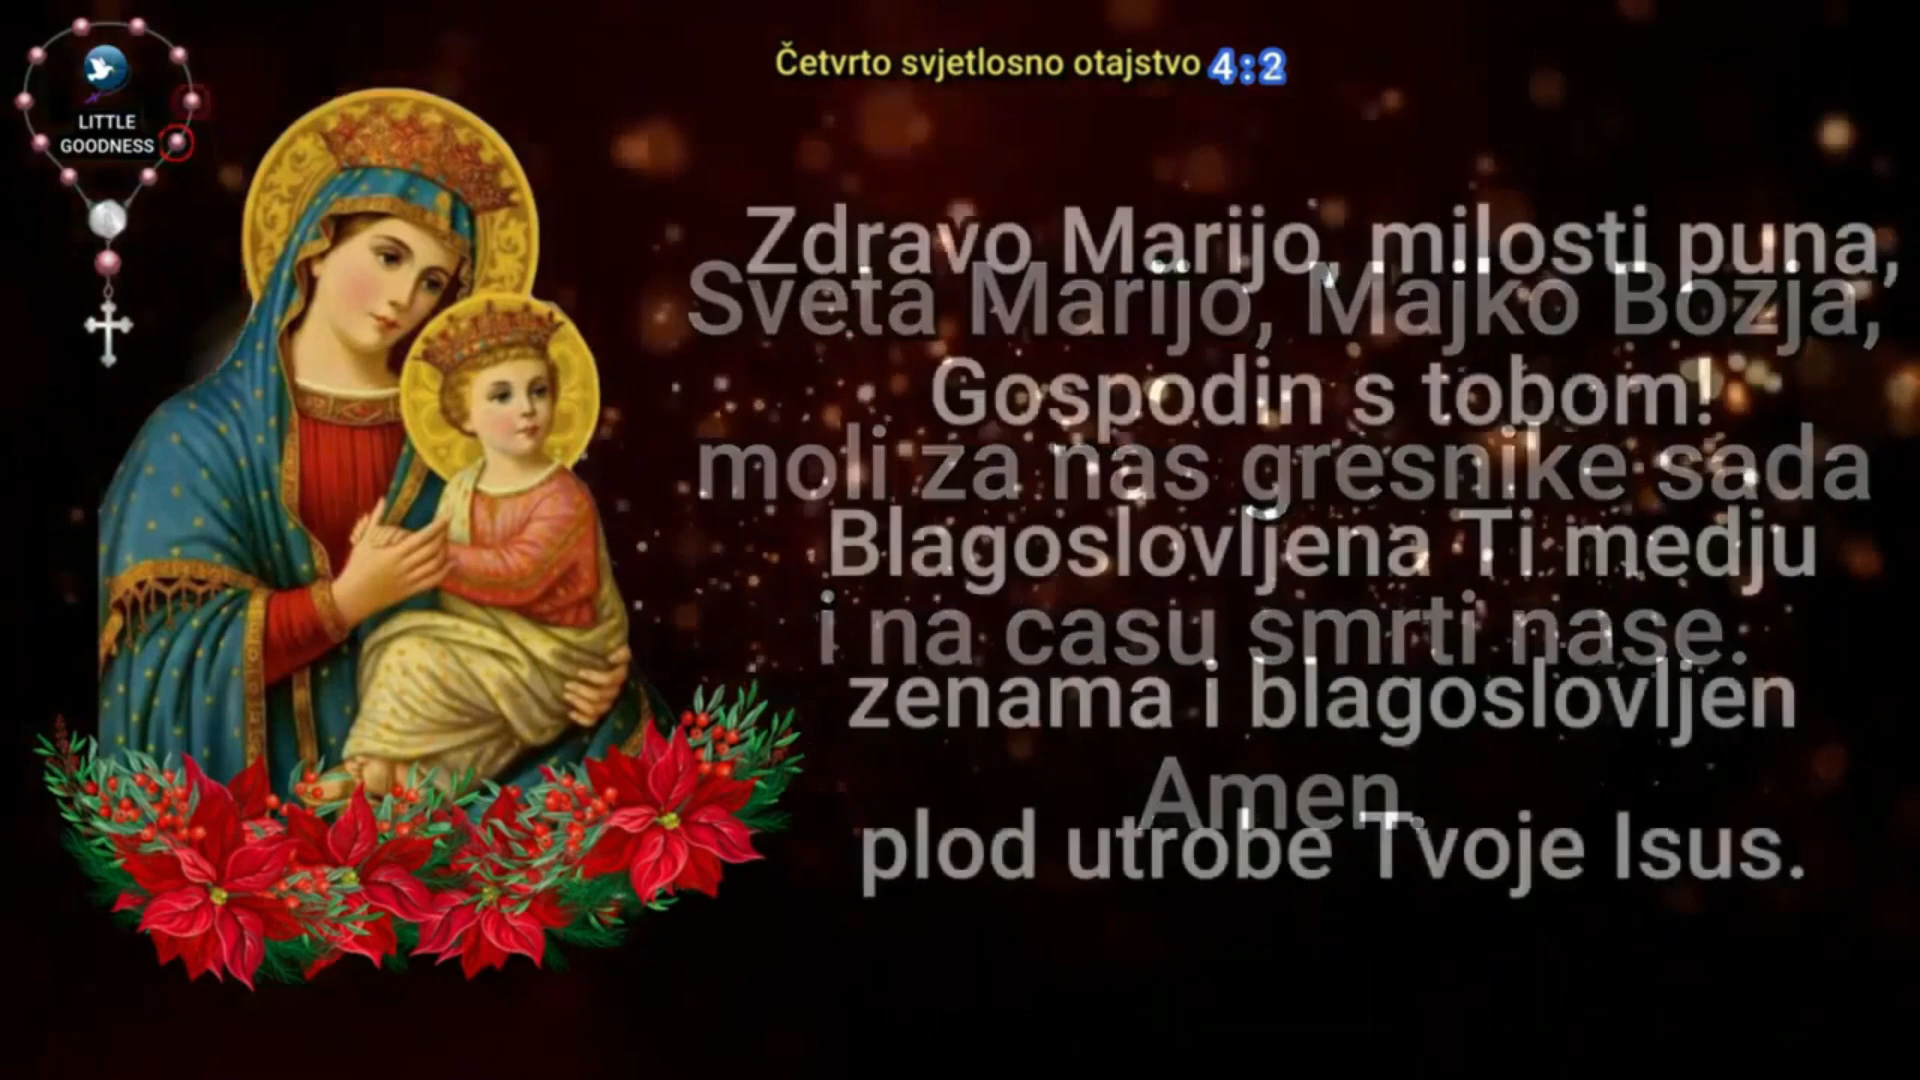 Četvrto svjetlosno otajstvo 4:2
LITTLE
GOODNESS
Zdravo Marijo, milosti puna,
Sveta Marijo, Majko Bozja,
Gospodin s tobom!
moli za nas gresnike sada
Blagoslovljena Ti medju
i na casu smrti nase.
zenama i blagoslovljen
Amen.
plod utrobe Tvoje Isus.